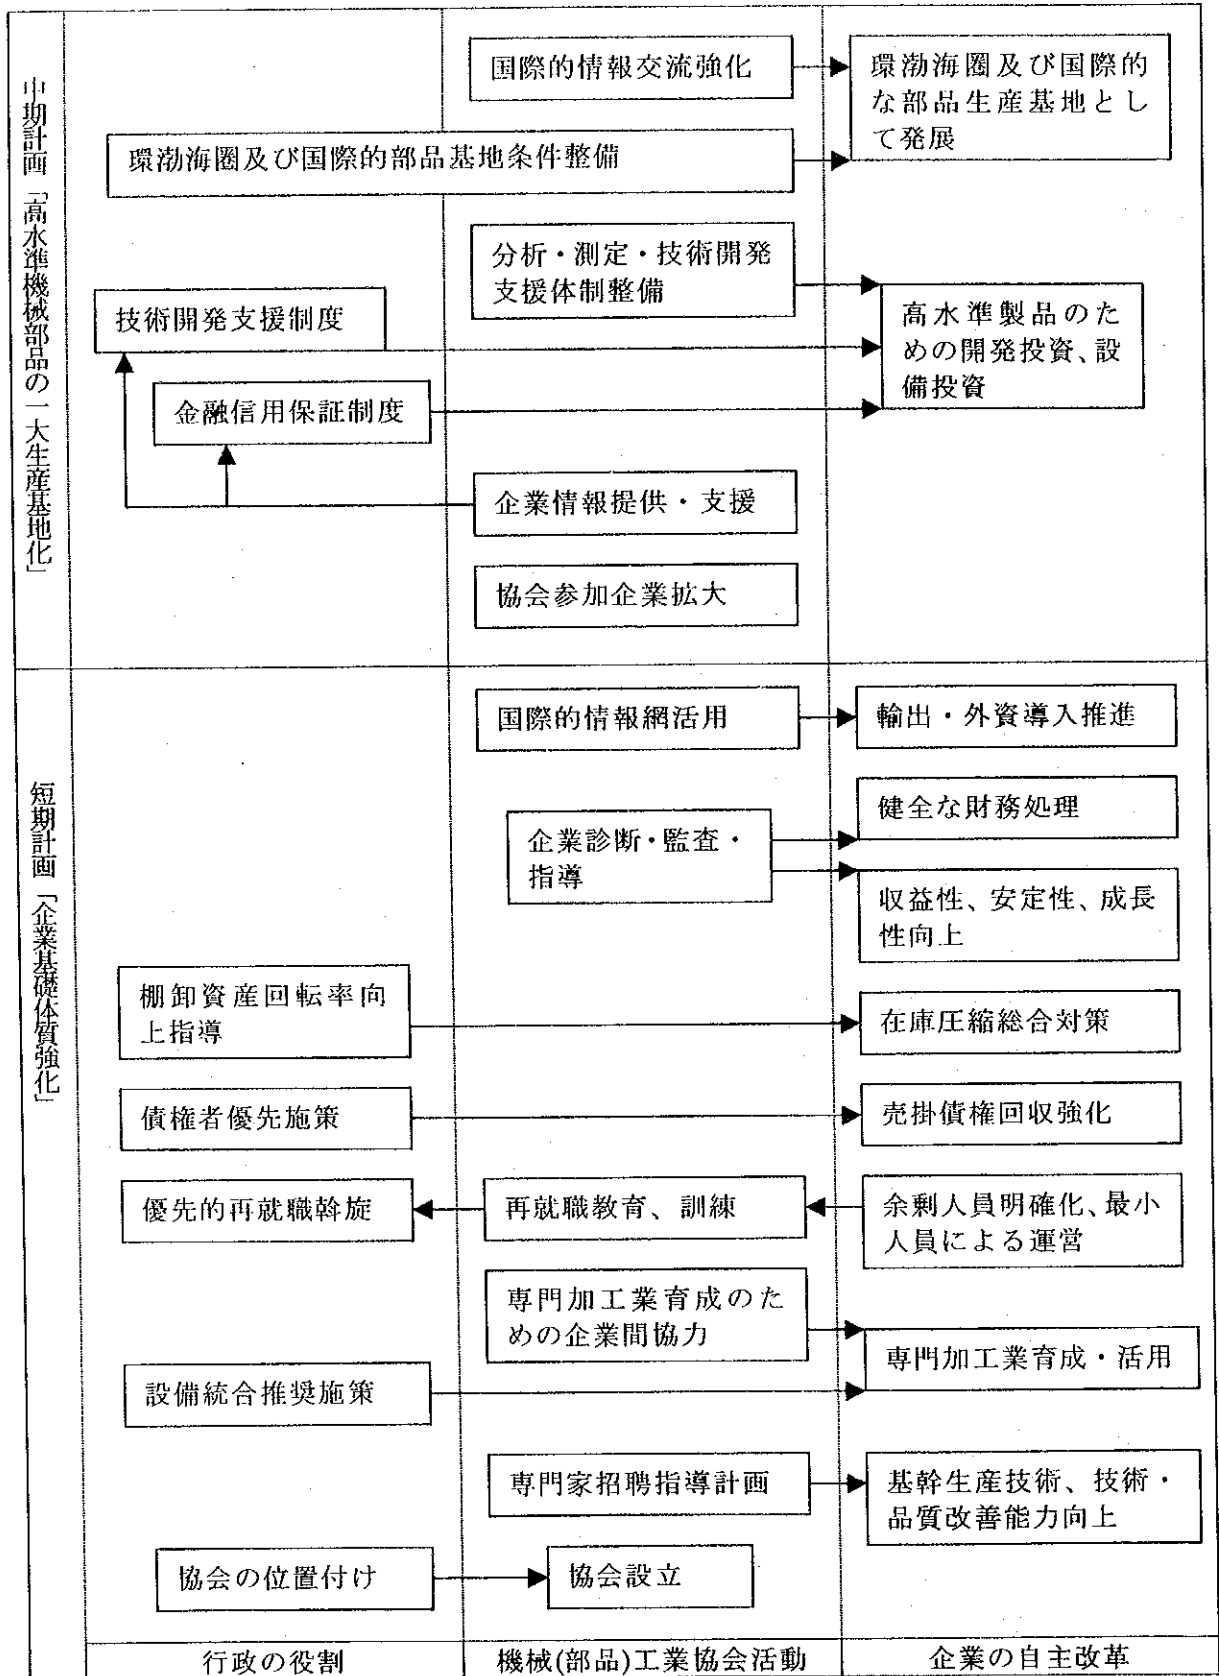 中期計画「高水準機械部品の一大生産基地化」
国際的情報交流強化
環渤海圏及び国際的
な部品生産基地とし
て発展
環渤海圏及び国際的部品基地条件整備
分析・測定・技術開発
支援体制整備
技術開発支援制度
高水準製品のた
めの開発投資、設
備投資
金融信用保証制度
企業情報提供・支援
協会参加企業拡大
短期計画「企業基礎体質強化」
国際的情報網活用
輸出・外資導入推進
健全な財務処理
企業診断・監査・
指導
収益性、安定性、成長
性向上
棚卸資産回転率向
上指導
在庫圧縮総合対策
債権者優先施策
売掛債権回収強化
優先的再就職斡旋
再就職教育、訓練
余剰人員明確化、最小
人員による運営
専門加工業育成のた
めの企業間協力
専門加工業育成・活用
設備統合推奨施策
専門家招聘指導計画
基幹生産技術、技術・
品質改善能力向上
協会の位置付け
協会設立
行政の役割
機械(部品)工業協会活動
企業の自主改革